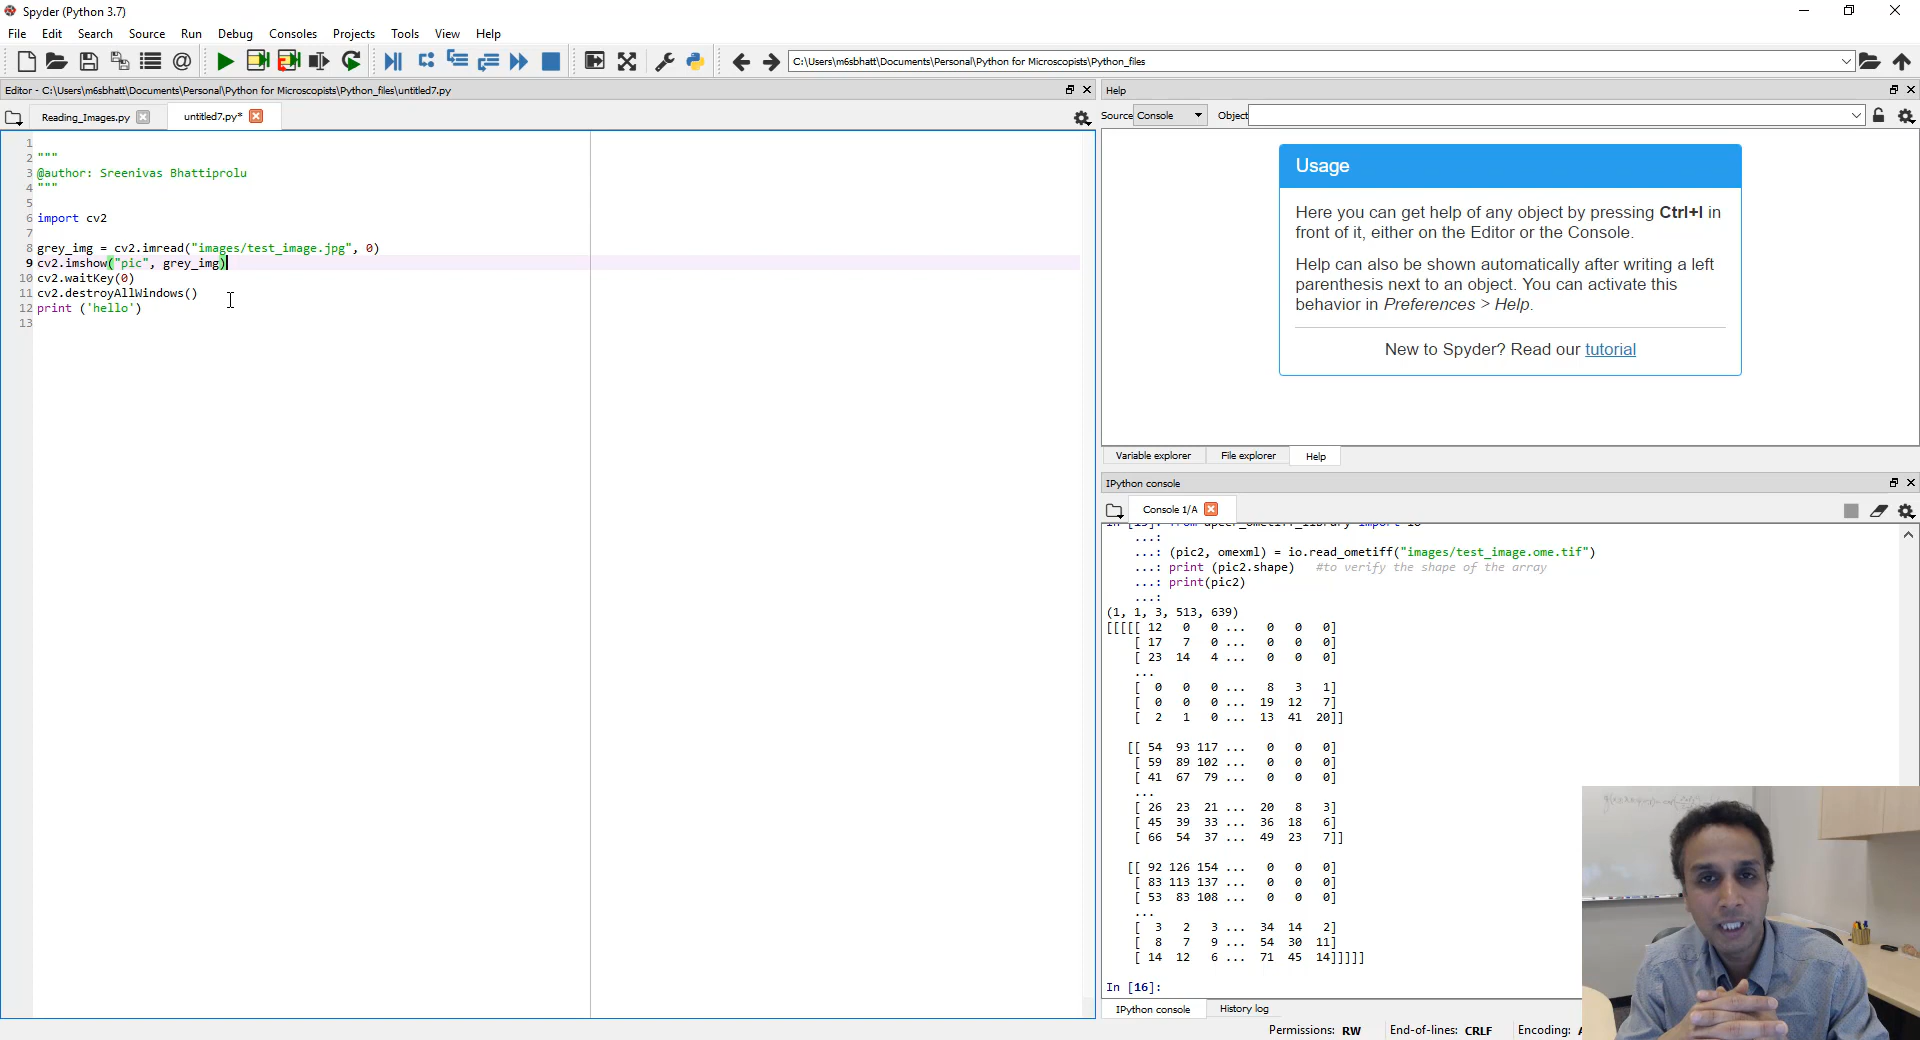 Spyder (Python 3.7)
File Edit Search Source Run Debug Consoles Projects Tools View Help
C:\Users\m6sbhatt\Documents\Personal\Python for Microscopists\Python_files
Editor - C:\Users\m6sbhatt\Documents\Personal\Python for Microscopists\Python_files\untitled7.py
Reading_Images.py untitled7.py*
1
2 """
3 @author: Sreenivas Bhattiprolu
4 """
5
6 import cv2
7
8 grey_img = cv2.imread("images/test_image.jpg", 0)
9 cv2.imshow("pic", grey_img)
10 cv2.waitKey(0)
11 cv2.destroyAllWindows()
12 print ('hello')
13
Help
Source Console Object
Usage
Here you can get help of any object by pressing Ctrl+I in
front of it, either on the Editor or the Console.
Help can also be shown automatically after writing a left
parenthesis next to an object. You can activate this
behavior in Preferences > Help.
New to Spyder? Read our tutorial
Variable explorer File explorer Help
IPython console
Console 1/A
...:
...: (pic2, omexml) = io.read_ometiff("images/test_image.ome.tif")
...: print (pic2.shape) #to verify the shape of the array
...: print(pic2)
...:
(1, 1, 3, 513, 639)
[[[[[ 12 0 0 ... 0 0 0]
[ 17 7 0 ... 0 0 0]
[ 23 14 4 ... 0 0 0]
...
[ 0 0 0 ... 8 3 1]
[ 0 0 0 ... 19 12 7]
[ 2 1 0 ... 13 41 20]]
[[ 54 93 117 ... 0 0 0]
[ 59 89 102 ... 0 0 0]
[ 41 67 79 ... 0 0 0]
...
[ 26 23 21 ... 20 8 3]
[ 45 39 33 ... 36 18 6]
[ 66 54 37 ... 49 23 7]]
[[ 92 126 154 ... 0 0 0]
[ 83 113 137 ... 0 0 0]
[ 53 83 108 ... 0 0 0]
...
[ 3 2 3 ... 34 14 2]
[ 8 7 9 ... 54 30 11]
[ 14 12 6 ... 71 45 14]]]]]
In [16]:
IPython console History log
Permissions: RW End-of-lines: CRLF Encoding: